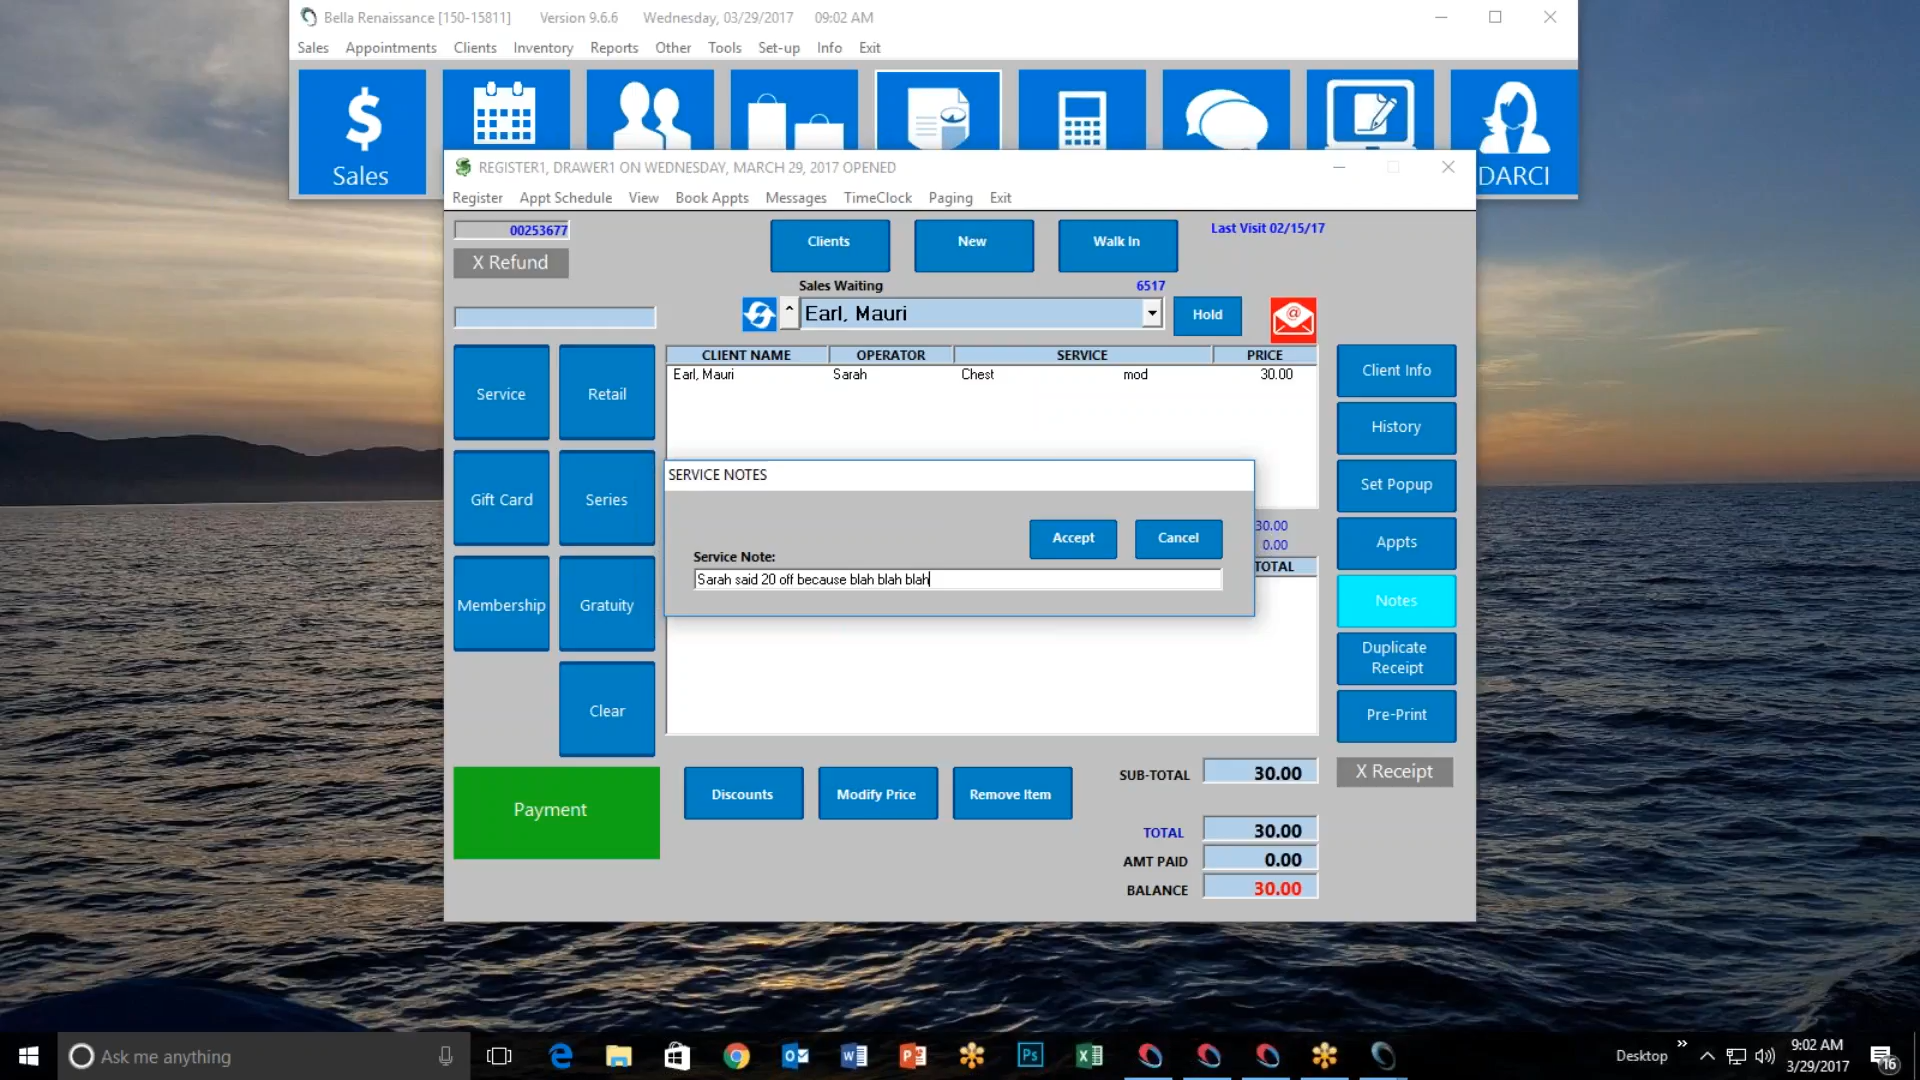 Bella Renaissance [150-15811] Version 9.6.6 Wednesday, 03/29/2017 09:02 AM
Sales Appointments Clients Inventory Reports Other Tools Set-up Info Exit
Sales
DARCI
REGISTER1, DRAWER1 ON WEDNESDAY, MARCH 29, 2017 OPENED
Register Appt Schedule View Book Appts Messages TimeClock Paging Exit
00253677
X Refund
Clients
New
Walk In
Last Visit 02/15/17
Sales Waiting
6517
Earl, Mauri
Hold
CLIENT NAME OPERATOR SERVICE PRICE
Earl, Mauri Sarah Chest mod 30.00
Service
Retail
Gift Card
Series
Membership
Gratuity
Clear
Payment
SERVICE NOTES
Accept
Cancel
Service Note:
Sarah said 20 off because blah blah blah
30.00
0.00
TOTAL
Client Info
History
Set Popup
Appts
Notes
Duplicate
Receipt
Pre-Print
X Receipt
Discounts
Modify Price
Remove Item
SUB-TOTAL 30.00
TOTAL 30.00
AMT PAID 0.00
BALANCE 30.00
Ask me anything
Desktop
9:02 AM
3/29/2017
16